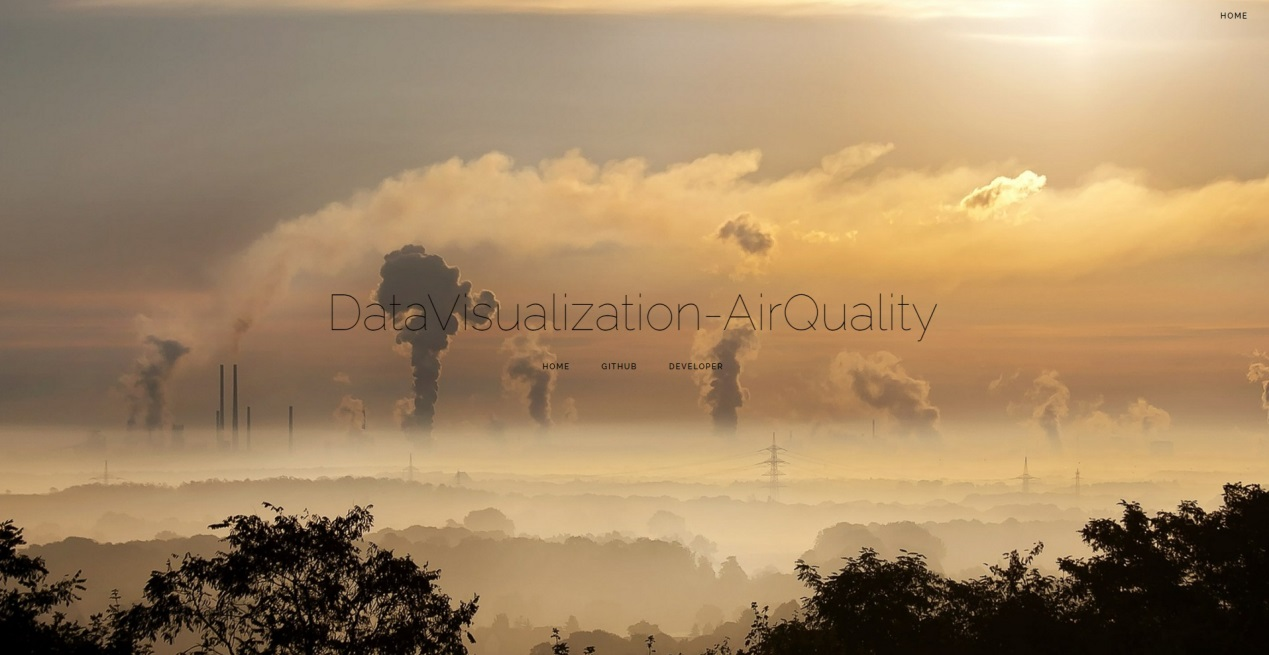 HOME
DataVisualization-AirQuality
HOME GITHUB DEVELOPER